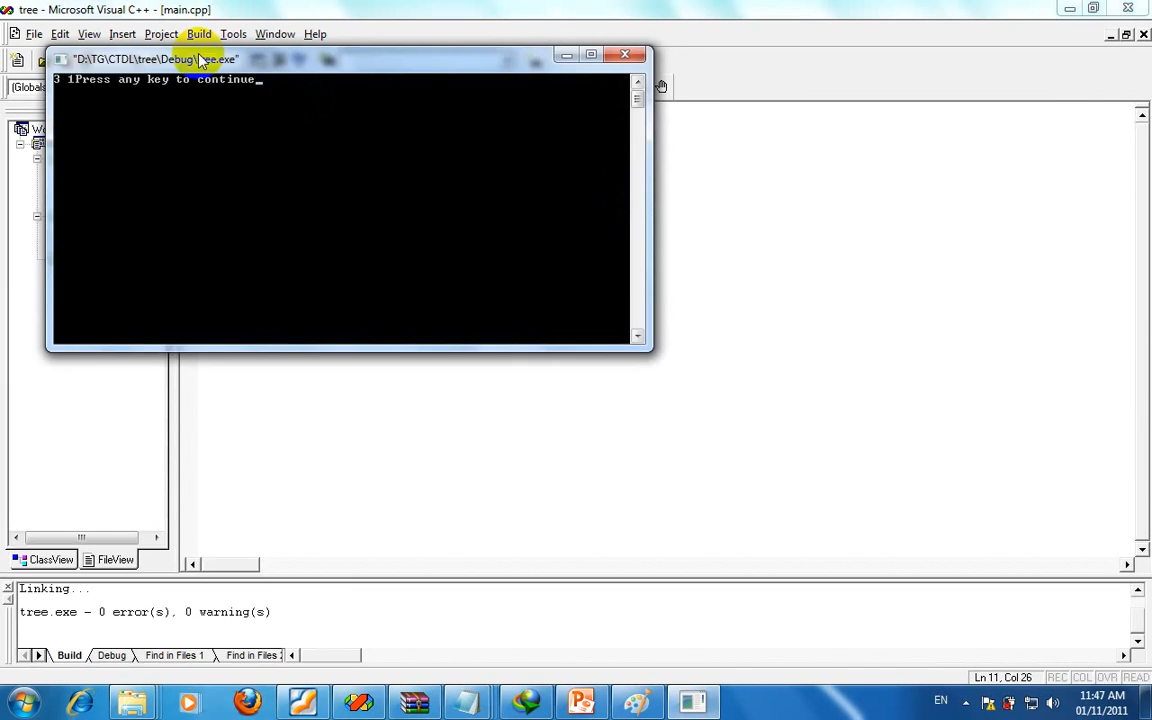 tree - Microsoft Visual C++ - [main.cpp]
File Edit View Insert Project Build Tools Window Help
"D:\TG\CTDL\tree\Debug\tree.exe"
3 1Press any key to continue_
(Globals
Wo
ClassView FileView
Linking...
tree.exe - 0 error(s), 0 warning(s)
Build Debug Find in Files 1 Find in Files
Ln 11, Col 26 REC COL OVR READ
EN
11:47 AM
01/11/2011